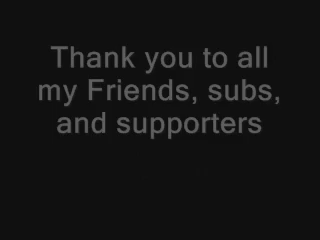 Thank you to all
my Friends, subs,
and supporters